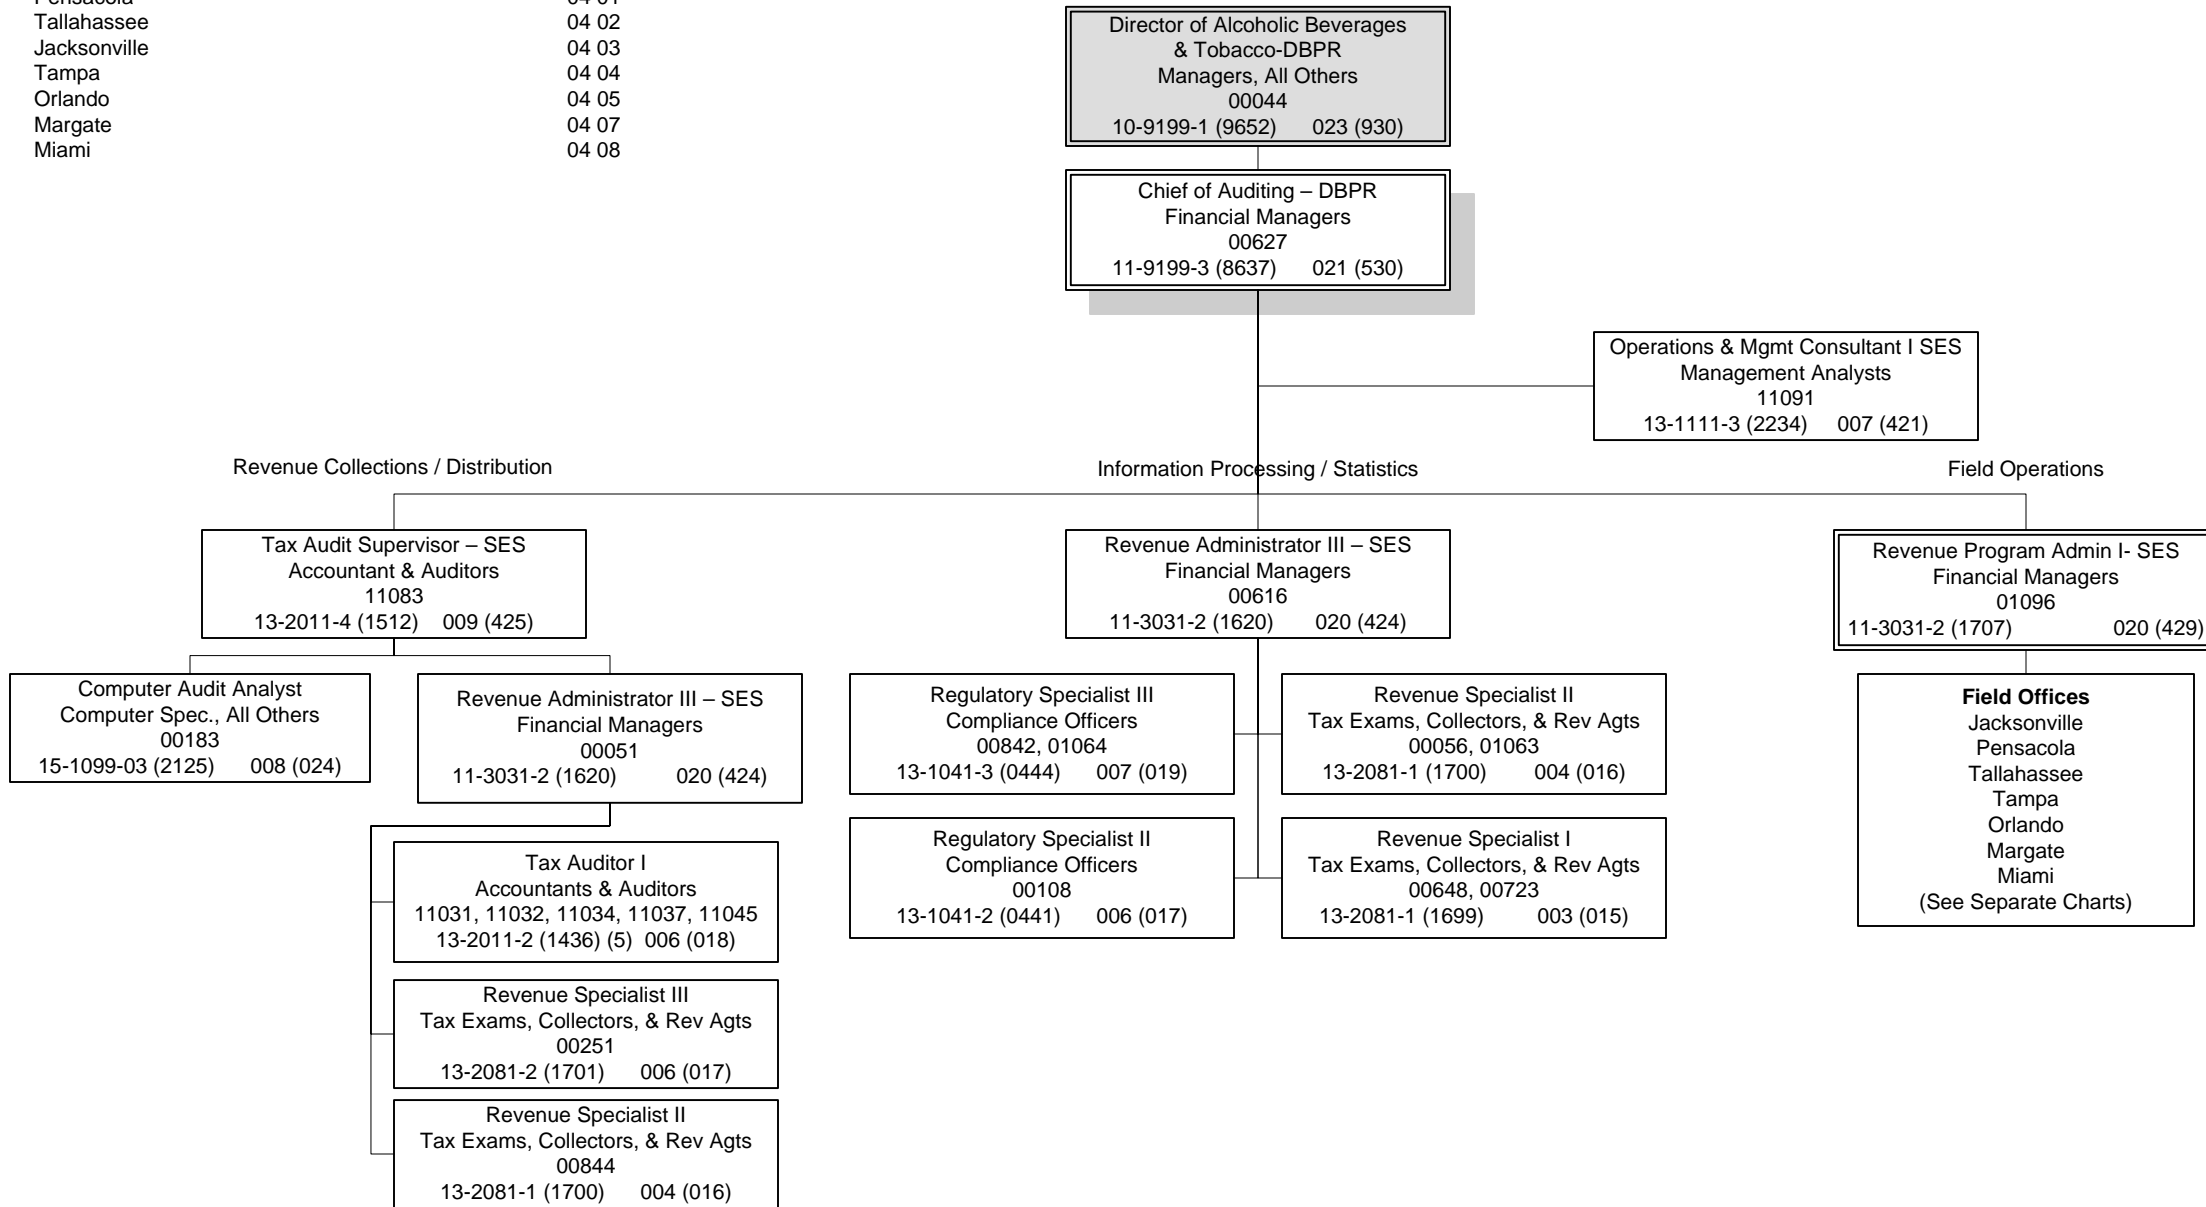 Tallahassee 04 02
Jacksonville 04 03
Tampa 04 04
Orlando 04 05
Margate 04 07
Miami 04 08
Director of Alcoholic Beverages
& Tobacco-DBPR
Managers, All Others
00044
10-9199-1 (9652) 023 (930)
Chief of Auditing – DBPR
Financial Managers
00627
11-9199-3 (8637) 021 (530)
Operations & Mgmt Consultant I SES
Management Analysts
11091
13-1111-3 (2234) 007 (421)
Revenue Collections / Distribution
Information Processing / Statistics
Field Operations
Tax Audit Supervisor – SES
Accountant & Auditors
11083
13-2011-4 (1512) 009 (425)
Revenue Administrator III – SES
Financial Managers
00616
11-3031-2 (1620) 020 (424)
Revenue Program Admin I- SES
Financial Managers
01096
11-3031-2 (1707) 020 (429)
Computer Audit Analyst
Computer Spec., All Others
00183
15-1099-03 (2125) 008 (024)
Revenue Administrator III – SES
Financial Managers
00051
11-3031-2 (1620) 020 (424)
Regulatory Specialist III
Compliance Officers
00842, 01064
13-1041-3 (0444) 007 (019)
Revenue Specialist II
Tax Exams, Collectors, & Rev Agts
00056, 01063
13-2081-1 (1700) 004 (016)
Field Offices
Jacksonville
Pensacola
Tallahassee
Tampa
Orlando
Margate
Miami
(See Separate Charts)
Tax Auditor I
Accountants & Auditors
11031, 11032, 11034, 11037, 11045
13-2011-2 (1436) (5) 006 (018)
Regulatory Specialist II
Compliance Officers
00108
13-1041-2 (0441) 006 (017)
Revenue Specialist I
Tax Exams, Collectors, & Rev Agts
00648, 00723
13-2081-1 (1699) 003 (015)
Revenue Specialist III
Tax Exams, Collectors, & Rev Agts
00251
13-2081-2 (1701) 006 (017)
Revenue Specialist II
Tax Exams, Collectors, & Rev Agts
00844
13-2081-1 (1700) 004 (016)